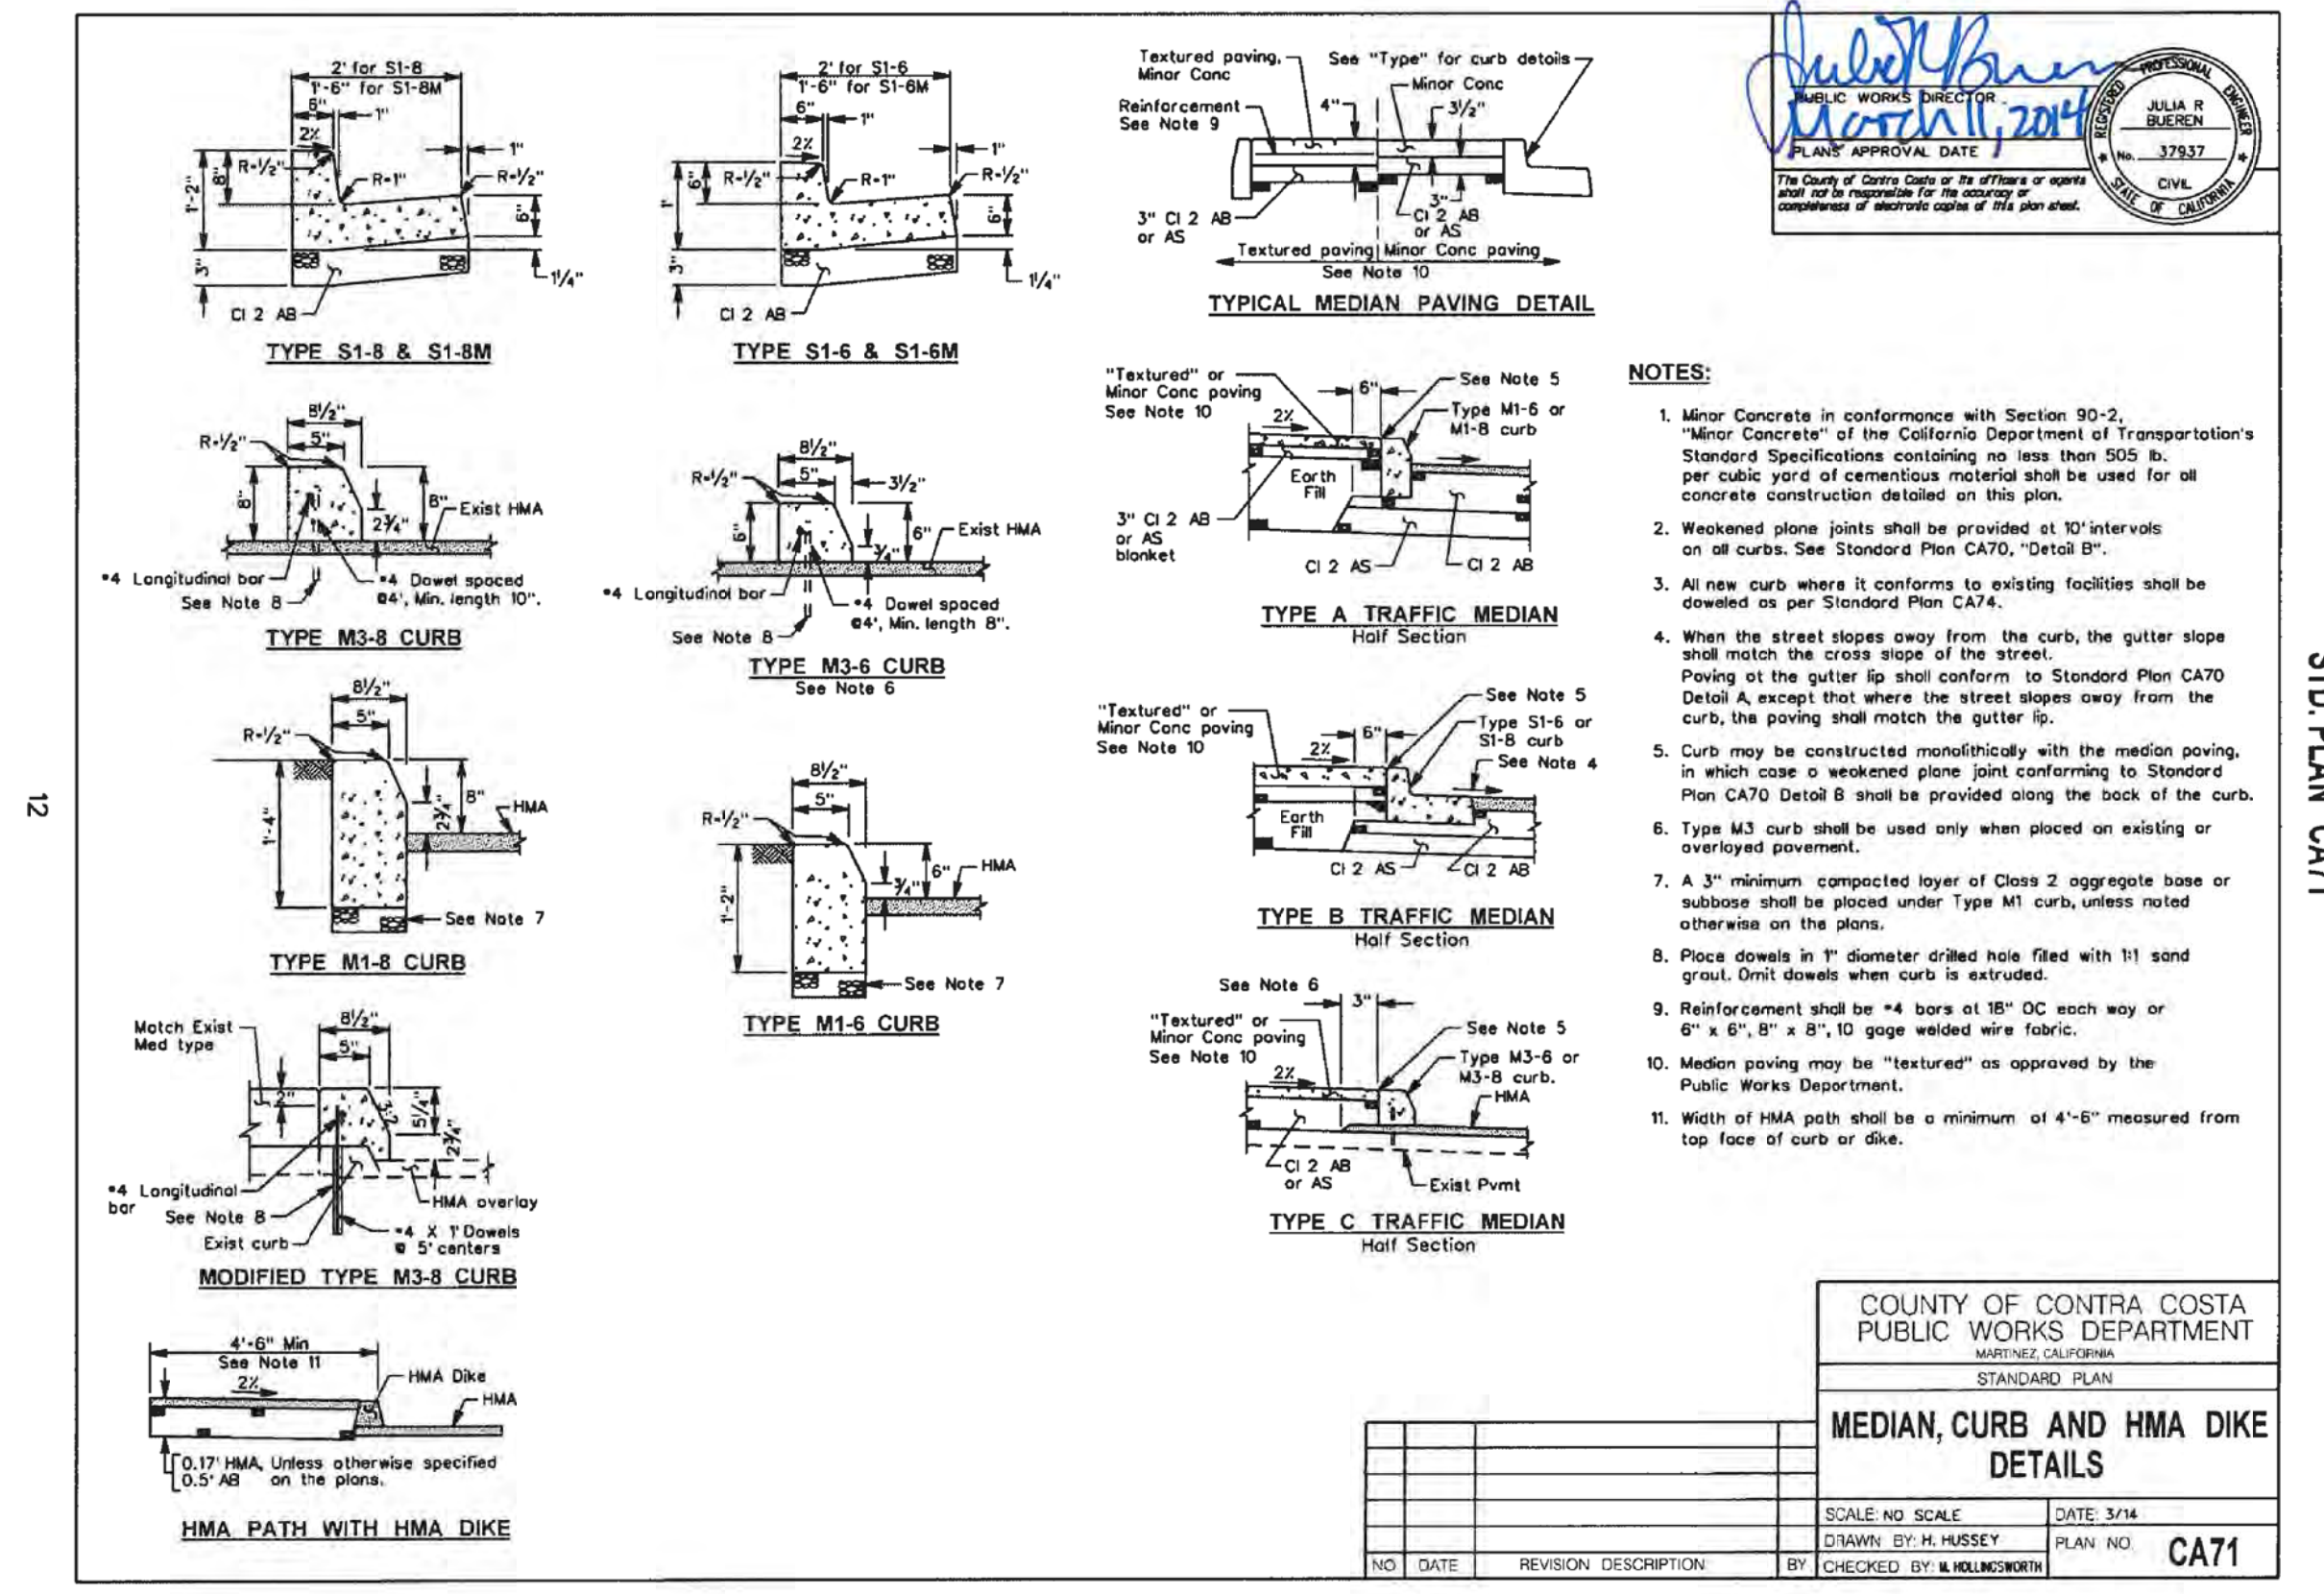 2' for S1-8
1'-6" for S1-8M
6"
1"
2%
R=1/2"
R=1"
1"
R=1/2"
1'-2"
8"
6"
3"
1 1/4"
Cl 2 AB
TYPE S1-8 & S1-8M
2' for S1-6
1'-6" for S1-6M
6"
1"
2%
R=1/2"
R=1"
1"
R=1/2"
1'
6"
6"
3"
1 1/4"
Cl 2 AB
TYPE S1-6 & S1-6M
8 1/2"
R=1/2"
5"
8"
8"
2 3/4"
Exist HMA
#4 Longitudinal bar
See Note 8
#4 Dowel spaced
@4', Min. length 10".
TYPE M3-8 CURB
8 1/2"
R=1/2"
5"
3 1/2"
6"
6"
3/4"
Exist HMA
#4 Longitudinal bar
See Note 8
#4 Dowel spaced
@4', Min. length 8".
TYPE M3-6 CURB
See Note 6
8 1/2"
5"
R=1/2"
1'-4"
8"
2 3/4"
HMA
See Note 7
TYPE M1-8 CURB
8 1/2"
5"
R=1/2"
1'-2"
6"
3/4"
HMA
See Note 7
TYPE M1-6 CURB
Match Exist
Med type
8 1/2"
5"
2"
5 1/4"
2 3/4"
#4 Longitudinal
bar
See Note 8
Exist curb
HMA overlay
#4 X 1' Dowels
@ 5' centers
MODIFIED TYPE M3-8 CURB
4'-6" Min
See Note 11
2%
HMA Dike
HMA
0.17' HMA, Unless otherwise specified
0.5' AB on the plans.
HMA PATH WITH HMA DIKE
Textured paving,
Minor Conc
See "Type" for curb details
Minor Conc
Reinforcement
See Note 9
4"
3 1/2"
3" Cl 2 AB
or AS
3"
Cl 2 AB
or AS
Textured paving Minor Conc paving
See Note 10
TYPICAL MEDIAN PAVING DETAIL
"Textured" or
Minor Conc paving
See Note 10
2%
6"
See Note 5
Type M1-6 or
M1-8 curb
Earth
Fill
3" Cl 2 AB
or AS
blanket
Cl 2 AS
Cl 2 AB
TYPE A TRAFFIC MEDIAN
Half Section
"Textured" or
Minor Conc paving
See Note 10
2%
6"
See Note 5
Type S1-6 or
S1-8 curb
See Note 4
Earth
Fill
Cl 2 AS
Cl 2 AB
TYPE B TRAFFIC MEDIAN
Half Section
See Note 6
3"
"Textured" or
Minor Conc paving
See Note 10
2%
See Note 5
Type M3-6 or
M3-8 curb.
HMA
Cl 2 AB
or AS
Exist Pvmt
TYPE C TRAFFIC MEDIAN
Half Section
PUBLIC WORKS DIRECTOR
March 11, 2014
PLANS APPROVAL DATE
The County of Contra Costa or its officers or agents
shall not be responsible for the accuracy or
completeness of electronic copies of this plan sheet.
REGISTERED PROFESSIONAL ENGINEER
JULIA R
BUEREN
No. 37937
CIVIL
STATE OF CALIFORNIA
NOTES:
1. Minor Concrete in conformance with Section 90-2,
"Minor Concrete" of the California Department of Transportation's
Standard Specifications containing no less than 505 lb.
per cubic yard of cementious material shall be used for all
concrete construction detailed on this plan.
2. Weakened plane joints shall be provided at 10' intervals
on all curbs. See Standard Plan CA70, "Detail B".
3. All new curb where it conforms to existing facilities shall be
doweled as per Standard Plan CA74.
4. When the street slopes away from the curb, the gutter slope
shall match the cross slope of the street.
Paving at the gutter lip shall conform to Standard Plan CA70
Detail A, except that where the street slopes away from the
curb, the paving shall match the gutter lip.
5. Curb may be constructed monolithically with the median paving,
in which case a weakened plane joint conforming to Standard
Plan CA70 Detail B shall be provided along the back of the curb.
6. Type M3 curb shall be used only when placed on existing or
overlayed pavement.
7. A 3" minimum compacted layer of Class 2 aggregate base or
subbase shall be placed under Type M1 curb, unless noted
otherwise on the plans.
8. Place dowels in 1" diameter drilled hole filled with 1:1 sand
grout. Omit dowels when curb is extruded.
9. Reinforcement shall be #4 bars at 18" OC each way or
6" x 6", 8" x 8", 10 gage welded wire fabric.
10. Median paving may be "textured" as approved by the
Public Works Department.
11. Width of HMA path shall be a minimum of 4'-6" measured from
top face of curb or dike.
COUNTY OF CONTRA COSTA
PUBLIC WORKS DEPARTMENT
MARTINEZ, CALIFORNIA
STANDARD PLAN
MEDIAN, CURB AND HMA DIKE
DETAILS
SCALE: NO SCALE
DATE: 3/14
DRAWN BY: H. HUSSEY
CHECKED BY: M. HOLLINGSWORTH
PLAN NO. CA71
NO DATE REVISION DESCRIPTION BY
12
STD. PLAN CA71